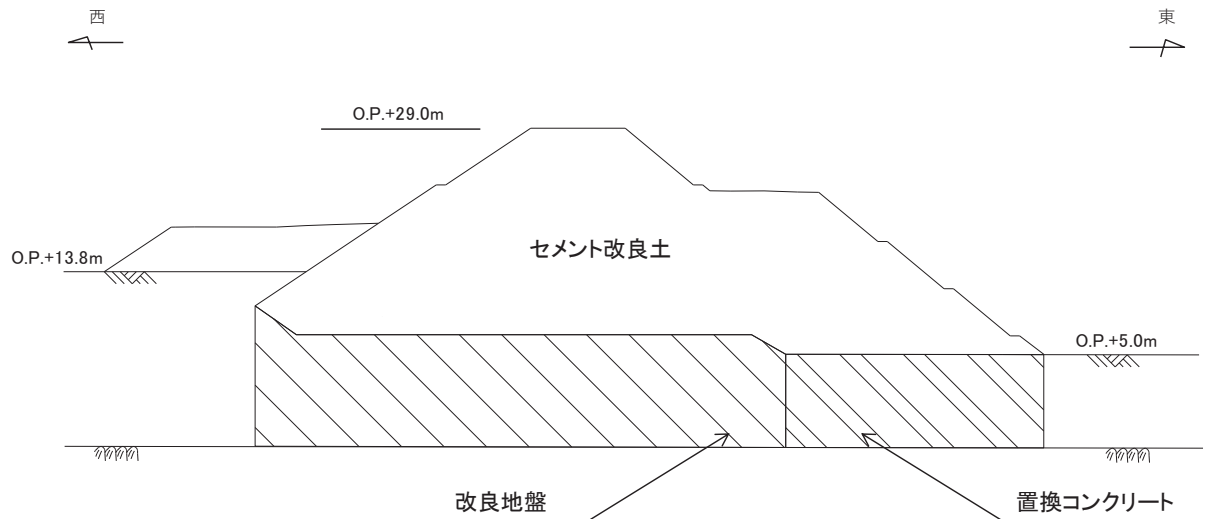 西
東
O.P.+29.0m
セメント改良土
O.P.+13.8m
O.P.+5.0m
改良地盤
置換コンクリート